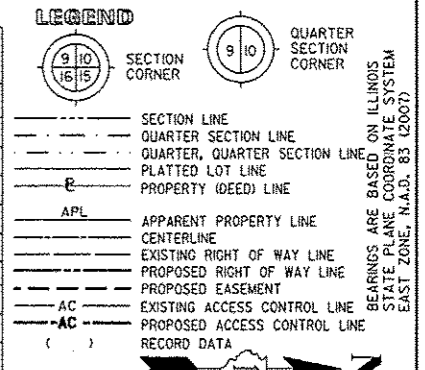 LEGEND
9 10
16 15
SECTION
CORNER
9 10
QUARTER
SECTION
CORNER
SECTION LINE
QUARTER SECTION LINE
QUARTER, QUARTER SECTION LINE
PLATTED LOT LINE
PROPERTY (DEED) LINE
APL
APPARENT PROPERTY LINE
CENTERLINE
EXISTING RIGHT OF WAY LINE
PROPOSED RIGHT OF WAY LINE
PROPOSED EASEMENT
AC EXISTING ACCESS CONTROL LINE
AC PROPOSED ACCESS CONTROL LINE
( ) RECORD DATA
BEARINGS ARE BASED ON ILLINOIS
STATE PLANE COORDINATE SYSTEM
EAST ZONE, N.A.D. 83 (2007)